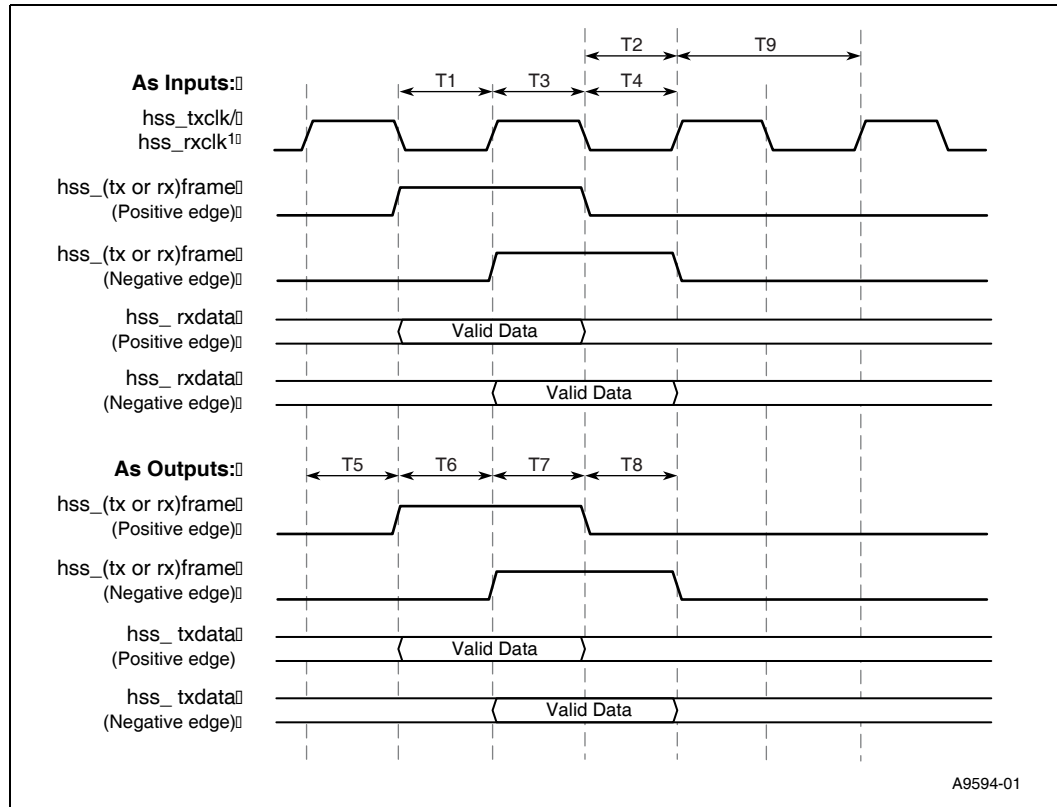 T2 T9
As Inputs: T1 T3 T4
hss_txclk/
hss_rxclk1
hss_(tx or rx)frame
(Positive edge)
hss_(tx or rx)frame
(Negative edge)
hss_ rxdata
(Positive edge)
Valid Data
hss_ rxdata
(Negative edge)
Valid Data
As Outputs: T5 T6 T7 T8
hss_(tx or rx)frame
(Positive edge)
hss_(tx or rx)frame
(Negative edge)
hss_ txdata
(Positive edge)
Valid Data
hss_ txdata
(Negative edge)
Valid Data
A9594-01